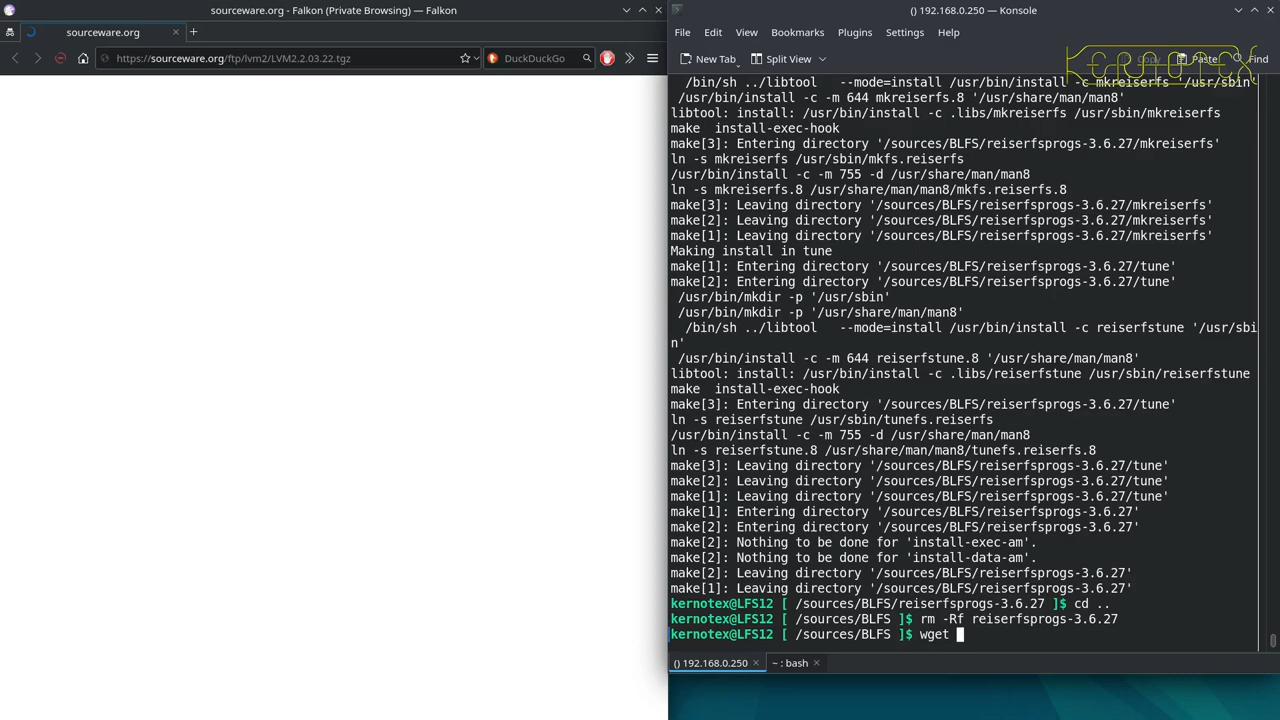 sourceware.org - Falkon (Private Browsing) — Falkon
sourceware.org
https://sourceware.org/ftp/lvm2/LVM2.2.03.22.tgz
DuckDuckGo
() 192.168.0.250 — Konsole
File Edit View Bookmarks Plugins Settings Help
New Tab Split View Copy Paste Find
KERNOTEX
/bin/sh ../libtool   --mode=install /usr/bin/install -c mkreiserfs '/usr/sbin'
/usr/bin/install -c -m 644 mkreiserfs.8 '/usr/share/man/man8'
libtool: install: /usr/bin/install -c .libs/mkreiserfs /usr/sbin/mkreiserfs
make  install-exec-hook
make[3]: Entering directory '/sources/BLFS/reiserfsprogs-3.6.27/mkreiserfs'
ln -s mkreiserfs /usr/sbin/mkfs.reiserfs
/usr/bin/install -c -m 755 -d /usr/share/man/man8
ln -s mkreiserfs.8 /usr/share/man/man8/mkfs.reiserfs.8
make[3]: Leaving directory '/sources/BLFS/reiserfsprogs-3.6.27/mkreiserfs'
make[2]: Leaving directory '/sources/BLFS/reiserfsprogs-3.6.27/mkreiserfs'
make[1]: Leaving directory '/sources/BLFS/reiserfsprogs-3.6.27/mkreiserfs'
Making install in tune
make[1]: Entering directory '/sources/BLFS/reiserfsprogs-3.6.27/tune'
make[2]: Entering directory '/sources/BLFS/reiserfsprogs-3.6.27/tune'
/usr/bin/mkdir -p '/usr/sbin'
/usr/bin/mkdir -p '/usr/share/man/man8'
/bin/sh ../libtool   --mode=install /usr/bin/install -c reiserfstune '/usr/sbi
n'
/usr/bin/install -c -m 644 reiserfstune.8 '/usr/share/man/man8'
libtool: install: /usr/bin/install -c .libs/reiserfstune /usr/sbin/reiserfstune
make  install-exec-hook
make[3]: Entering directory '/sources/BLFS/reiserfsprogs-3.6.27/tune'
ln -s reiserfstune /usr/sbin/tunefs.reiserfs
/usr/bin/install -c -m 755 -d /usr/share/man/man8
ln -s reiserfstune.8 /usr/share/man/man8/tunefs.reiserfs.8
make[3]: Leaving directory '/sources/BLFS/reiserfsprogs-3.6.27/tune'
make[2]: Leaving directory '/sources/BLFS/reiserfsprogs-3.6.27/tune'
make[1]: Leaving directory '/sources/BLFS/reiserfsprogs-3.6.27/tune'
make[1]: Entering directory '/sources/BLFS/reiserfsprogs-3.6.27'
make[2]: Entering directory '/sources/BLFS/reiserfsprogs-3.6.27'
make[2]: Nothing to be done for 'install-exec-am'.
make[2]: Nothing to be done for 'install-data-am'.
make[2]: Leaving directory '/sources/BLFS/reiserfsprogs-3.6.27'
make[1]: Leaving directory '/sources/BLFS/reiserfsprogs-3.6.27'
kernotex@LFS12 [ /sources/BLFS/reiserfsprogs-3.6.27 ]$ cd ..
kernotex@LFS12 [ /sources/BLFS ]$ rm -Rf reiserfsprogs-3.6.27
kernotex@LFS12 [ /sources/BLFS ]$ wget
() 192.168.0.250
~ : bash